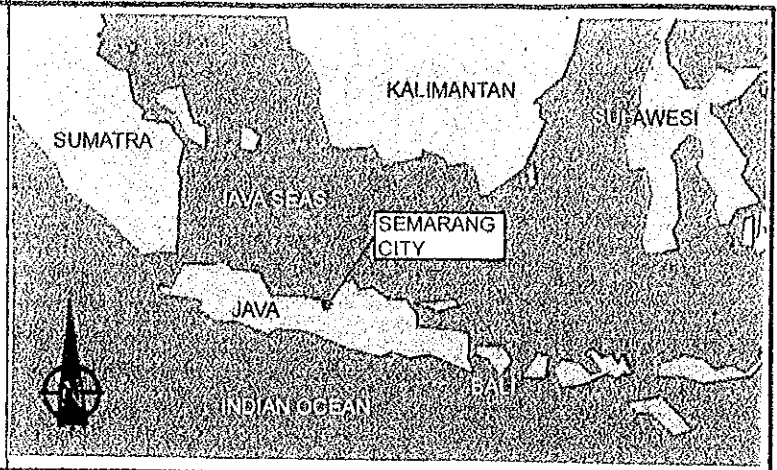 KALIMANTAN
SULAWESI
SUMATRA
JAVA SEAS
SEMARANG
CITY
JAVA
BALI
INDIAN OCEAN
N